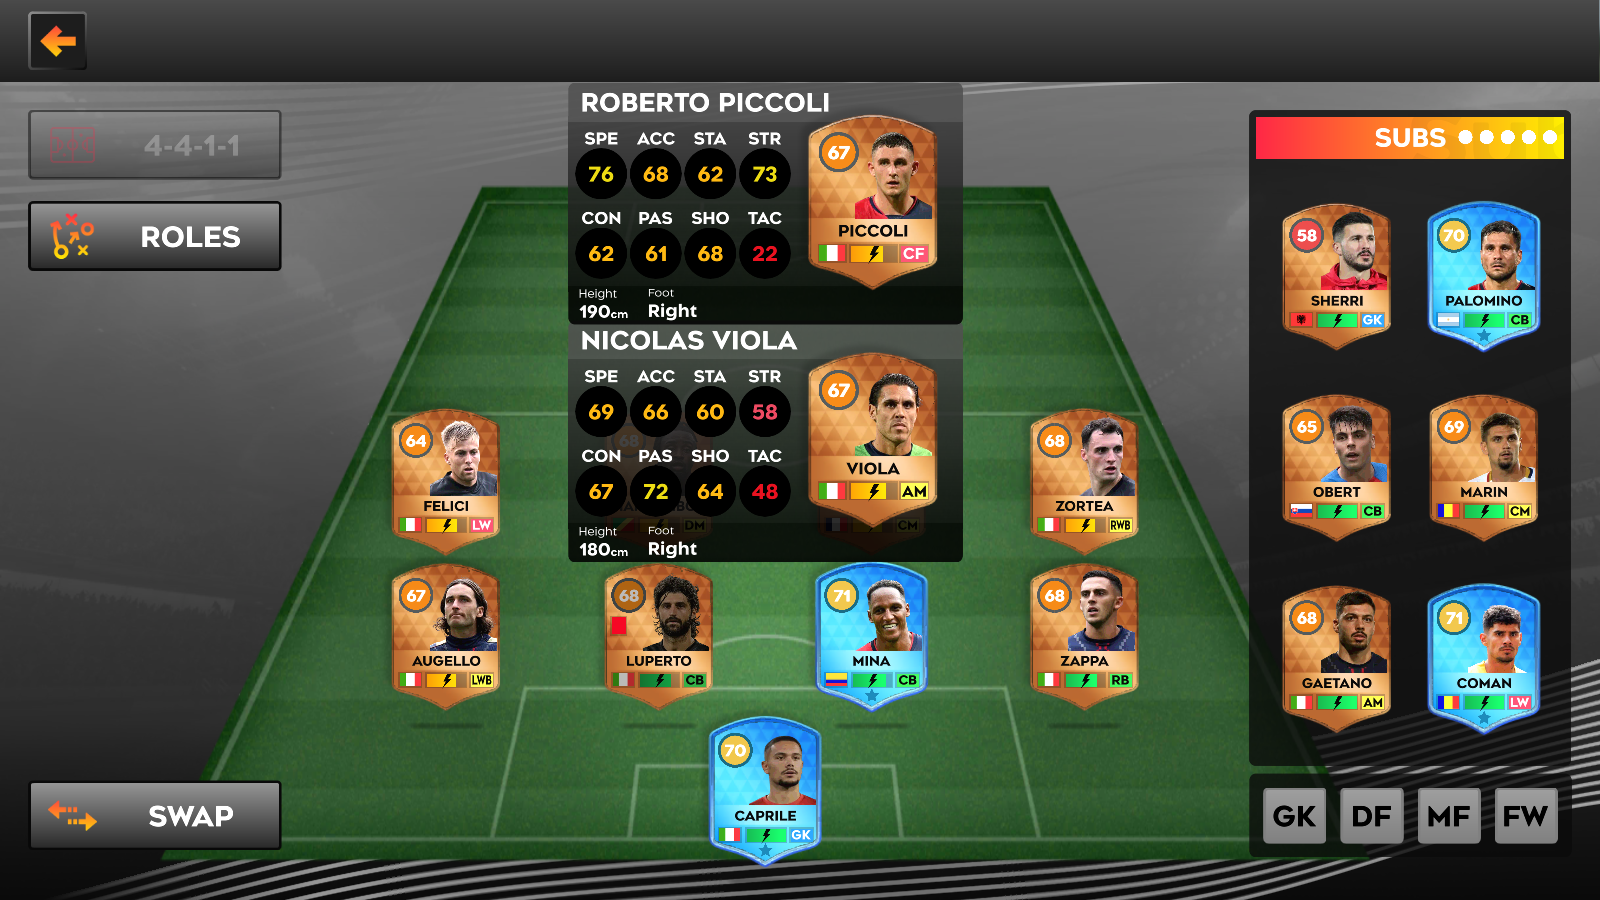 4-4-1-1
ROLES
SWAP
ROBERTO PICCOLI
SPE ACC STA STR
76 68 62 73
CON PAS SHO TAC
62 61 68 22
Height Foot
190cm Right
67
PICCOLI
CF
NICOLAS VIOLA
SPE ACC STA STR
69 66 60 58
CON PAS SHO TAC
67 72 64 48
Height Foot
180cm Right
67
VIOLA
AM
64
FELICI
LW
68
DM
CM
68
ZORTEA
RWB
67
AUGELLO
LWB
68
LUPERTO
CB
71
MINA
CB
68
ZAPPA
RB
70
CAPRILE
GK
SUBS
58
SHERRI
GK
70
PALOMINO
CB
65
OBERT
CB
69
MARIN
CM
68
GAETANO
AM
71
COMAN
LW
GK DF MF FW